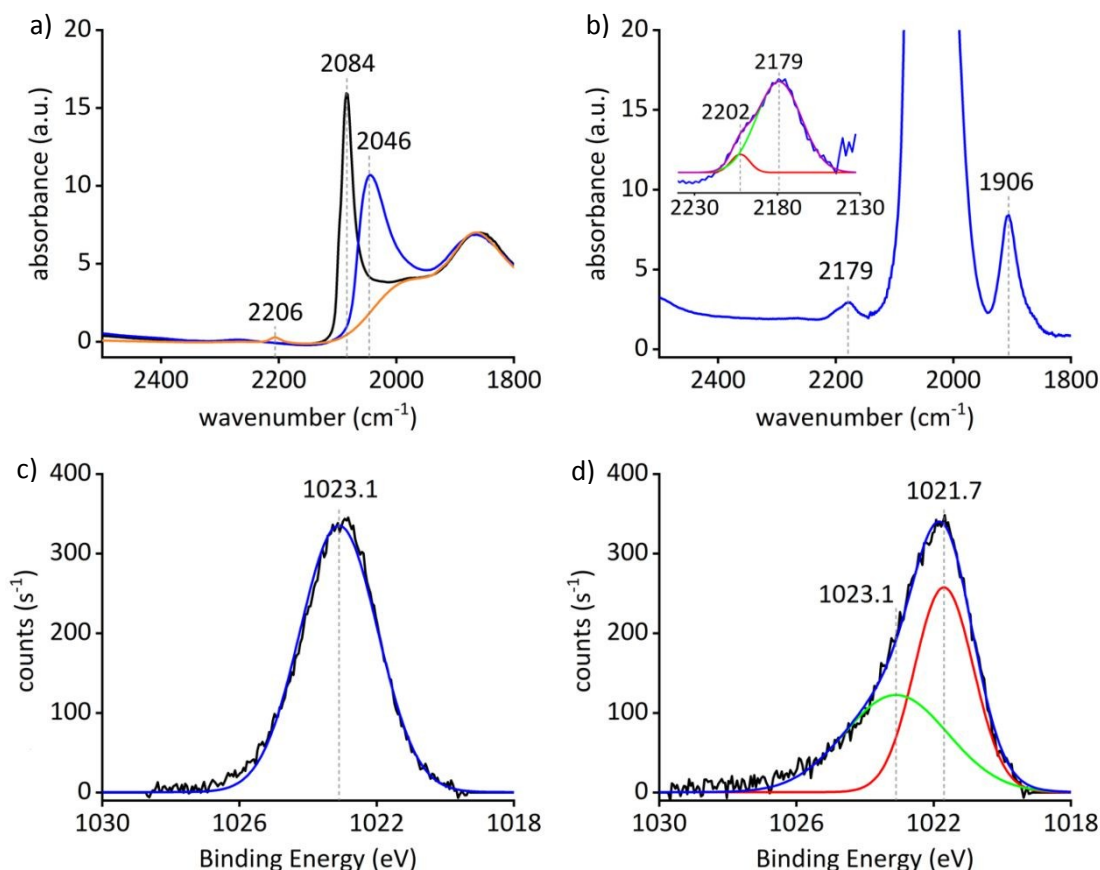 a)
20
15
10
5
0
absorbance (a.u.)
2084
2046
2206
2400 2200 2000 1800
wavenumber (cm⁻¹)
b)
20
15
10
5
0
absorbance (a.u.)
2179
2202
2230 2180 2130
2179
1906
2400 2200 2000 1800
wavenumber (cm⁻¹)
c)
400
300
200
100
0
counts (s⁻¹)
1023.1
1030 1026 1022 1018
Binding Energy (eV)
d)
400
300
200
100
0
counts (s⁻¹)
1021.7
1023.1
1030 1026 1022 1018
Binding Energy (eV)